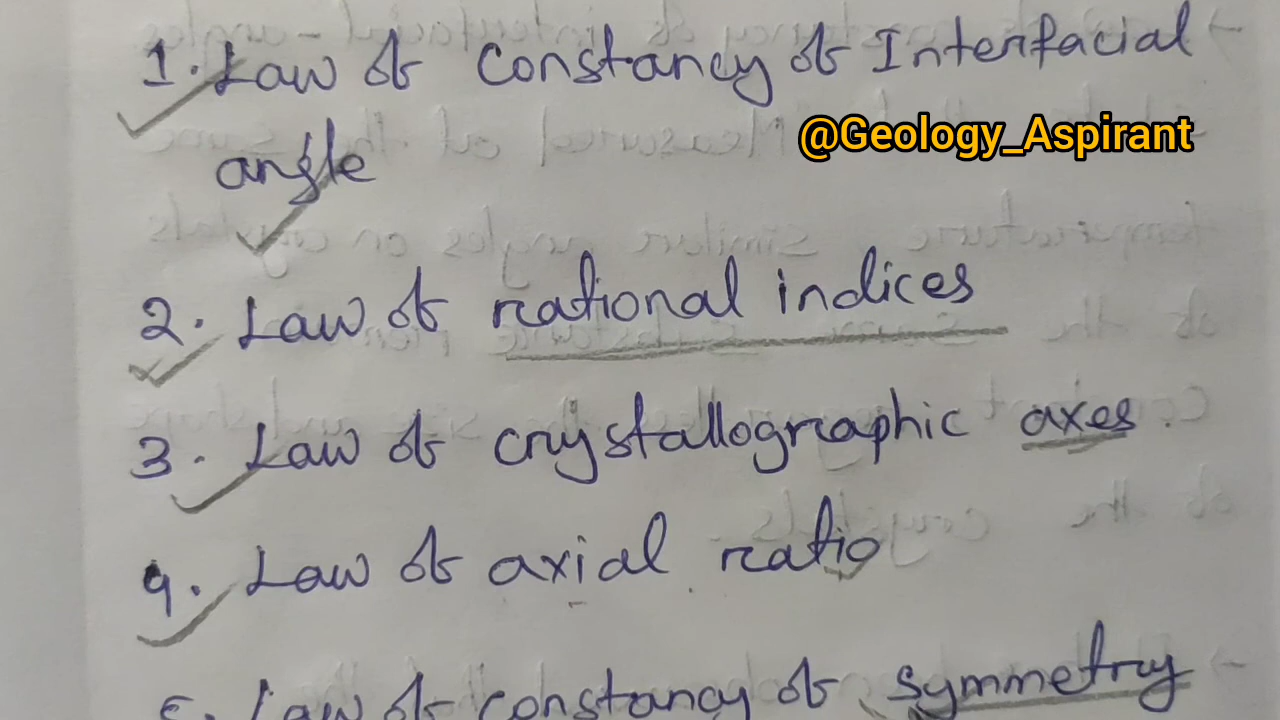 1. Law of Constancy of Interfacial
@Geology_Aspirant
angle
2. Law of rational indices
3. Law of crystallographic axes.
4. Law of axial ratio
5. Law of constancy of symmetry